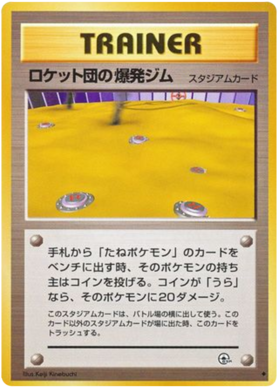 TRAINER
ロケット団の爆発ジム スタジアムカード
手札から「たねポケモン」のカードを
ベンチに出す時、そのポケモンの持ち
主はコインを投げる。コインが「うら」
なら、そのポケモンに20ダメージ。
このスタジアムカードは、バトル場の横に出して使う。この
カード以外のスタジアムカードが場に出た時、このカードを
トラッシュする。
Illus. Keiji Kinebuchi